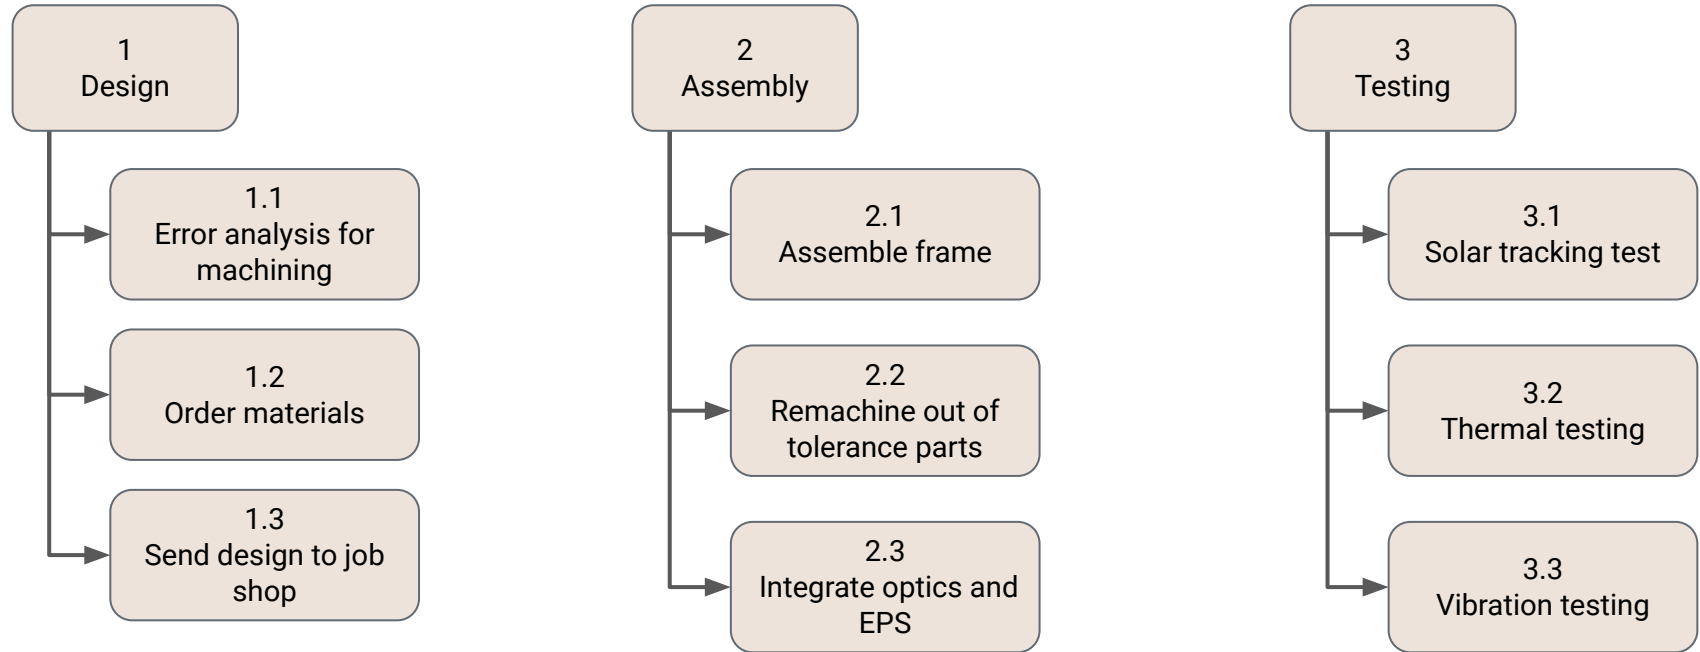 1
Design
1.1
Error analysis for
machining
1.2
Order materials
1.3
Send design to job
shop
2
Assembly
2.1
Assemble frame
2.2
Remachine out of
tolerance parts
2.3
Integrate optics and
EPS
3
Testing
3.1
Solar tracking test
3.2
Thermal testing
3.3
Vibration testing